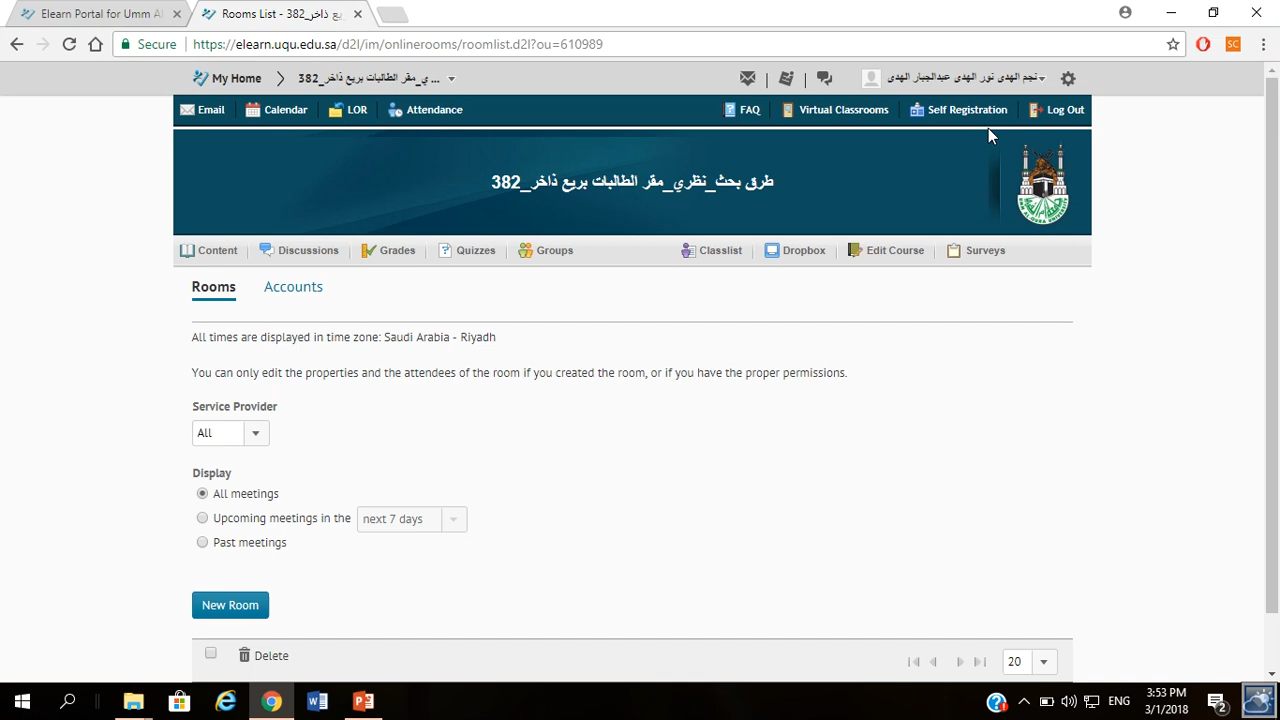 Elearn Portal for Umm Al
Rooms List - 382_يع ذاخر
Secure https://elearn.uqu.edu.sa/d2l/im/onlinerooms/roomlist.d2l?ou=610989
My Home ي_مقر الطالبات بريع ذاخر_382 ... نجم الهدى نور الهدى عبدالجبار الهدى
Email Calendar LOR Attendance FAQ Virtual Classrooms Self Registration Log Out
طرق بحث_نظري_مقر الطالبات بريع ذاخر_382
Content Discussions Grades Quizzes Groups Classlist Dropbox Edit Course Surveys
Rooms Accounts
All times are displayed in time zone: Saudi Arabia - Riyadh
You can only edit the properties and the attendees of the room if you created the room, or if you have the proper permissions.
Service Provider
All
Display
All meetings
Upcoming meetings in the next 7 days
Past meetings
New Room
Delete 20
ENG 3:53 PM
3/1/2018 2